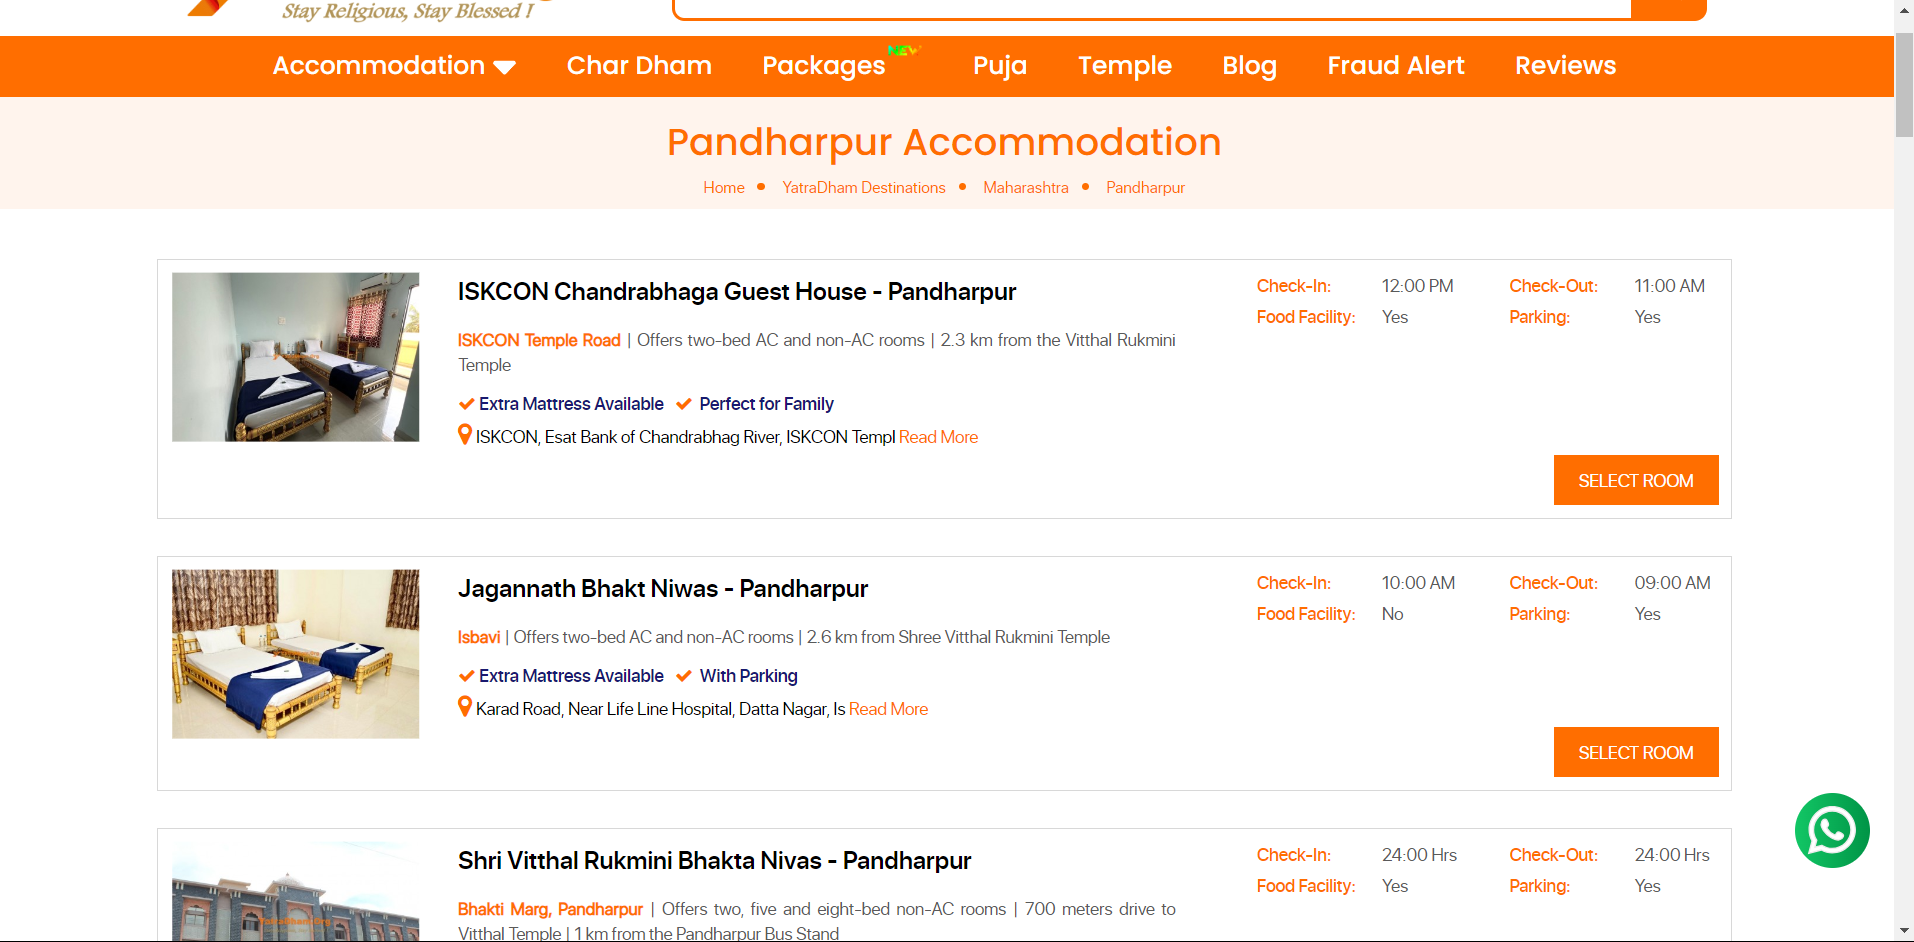 Stay Religious, Stay Blessed !
Accommodation Char Dham Packages NEW Puja Temple Blog Fraud Alert Reviews
Pandharpur Accommodation
Home • YatraDham Destinations • Maharashtra • Pandharpur
ISKCON Chandrabhaga Guest House - Pandharpur
ISKCON Temple Road | Offers two-bed AC and non-AC rooms | 2.3 km from the Vitthal Rukmini
Temple
Extra Mattress Available Perfect for Family
ISKCON, Esat Bank of Chandrabhag River, ISKCON Templ Read More
Check-In: 12:00 PM Check-Out: 11:00 AM
Food Facility: Yes Parking: Yes
SELECT ROOM
Jagannath Bhakt Niwas - Pandharpur
Isbavi | Offers two-bed AC and non-AC rooms | 2.6 km from Shree Vitthal Rukmini Temple
Extra Mattress Available With Parking
Karad Road, Near Life Line Hospital, Datta Nagar, Is Read More
Check-In: 10:00 AM Check-Out: 09:00 AM
Food Facility: No Parking: Yes
SELECT ROOM
Shri Vitthal Rukmini Bhakta Nivas - Pandharpur
Bhakti Marg, Pandharpur | Offers two, five and eight-bed non-AC rooms | 700 meters drive to
Vitthal Temple | 1 km from the Pandharpur Bus Stand
Check-In: 24:00 Hrs Check-Out: 24:00 Hrs
Food Facility: Yes Parking: Yes